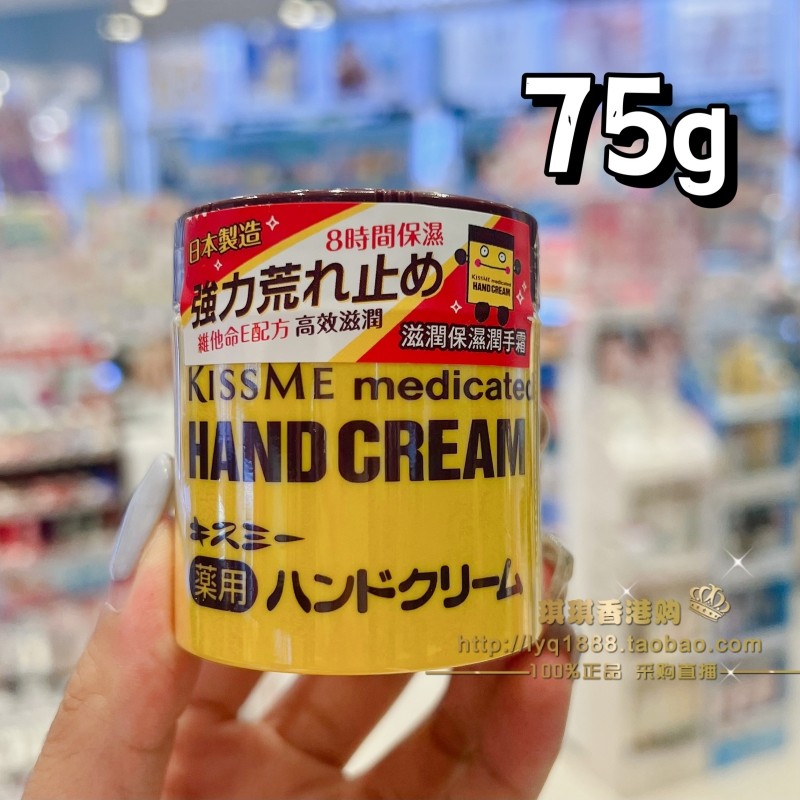 75g
日本製造
8時間保濕
強力荒れ止め
維他命E配方 高效滋潤
KISSME medicated
HAND CREAM
滋潤保濕潤手霜
KISSME medicated
HAND CREAM
キスミー
薬用 ハンドクリーム
琪琪香港购
http://lyq1888.taobao.com
100%正品 采购直播